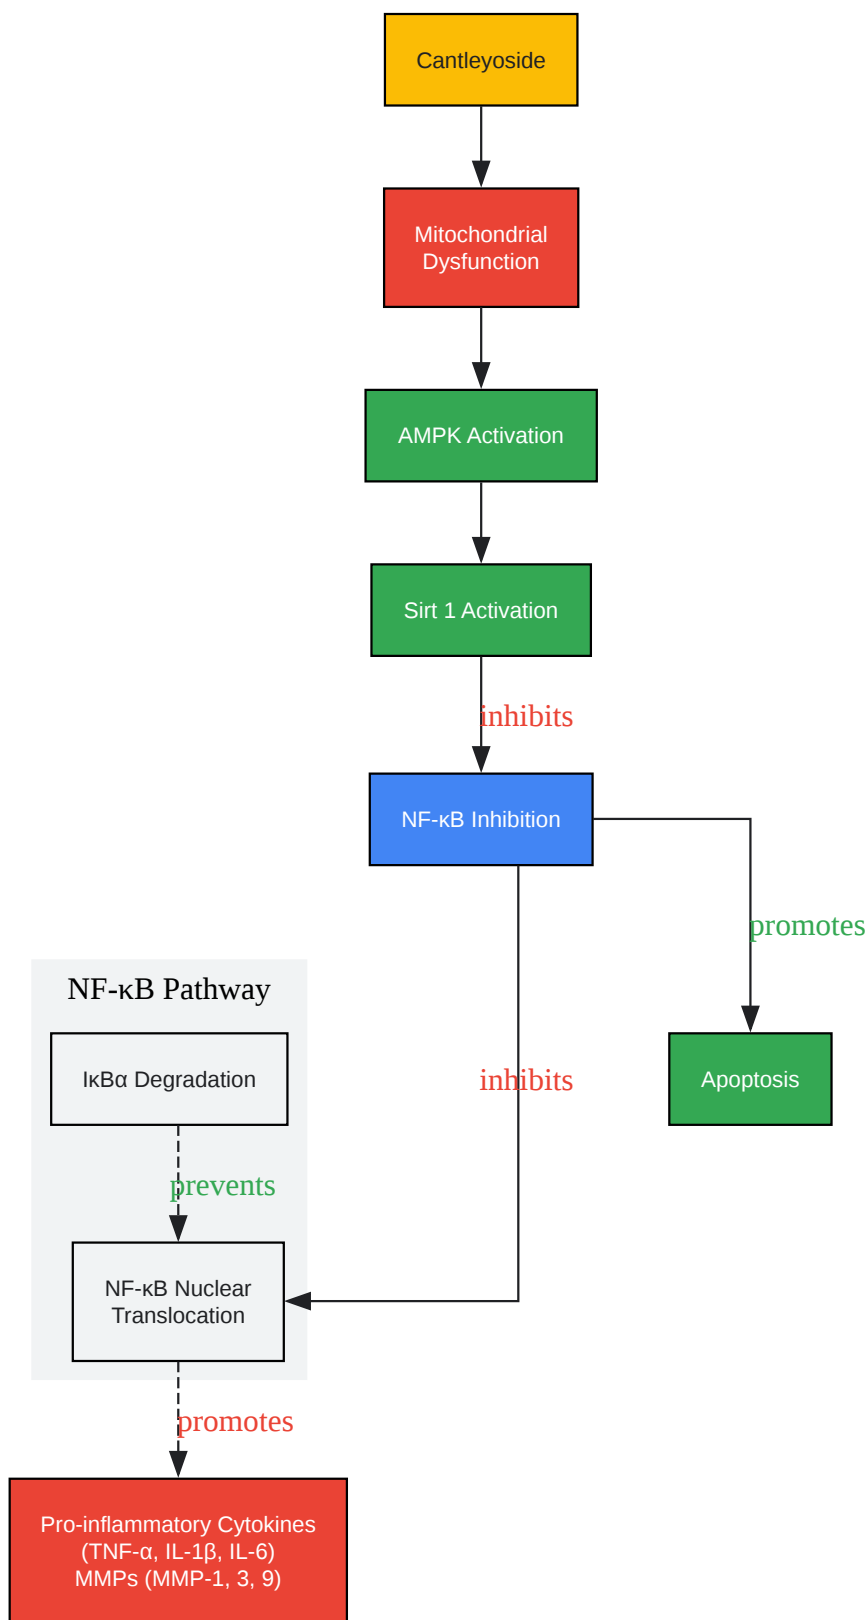 Cantleyoside
Mitochondrial
Dysfunction
AMPK Activation
Sirt 1 Activation
inhibits
NF-κB Inhibition
promotes
NF-κB Pathway
IκBα Degradation
inhibits
Apoptosis
prevents
NF-κB Nuclear
Translocation
promotes
Pro-inflammatory Cytokines
(TNF-α, IL-1β, IL-6)
MMPs (MMP-1, 3, 9)